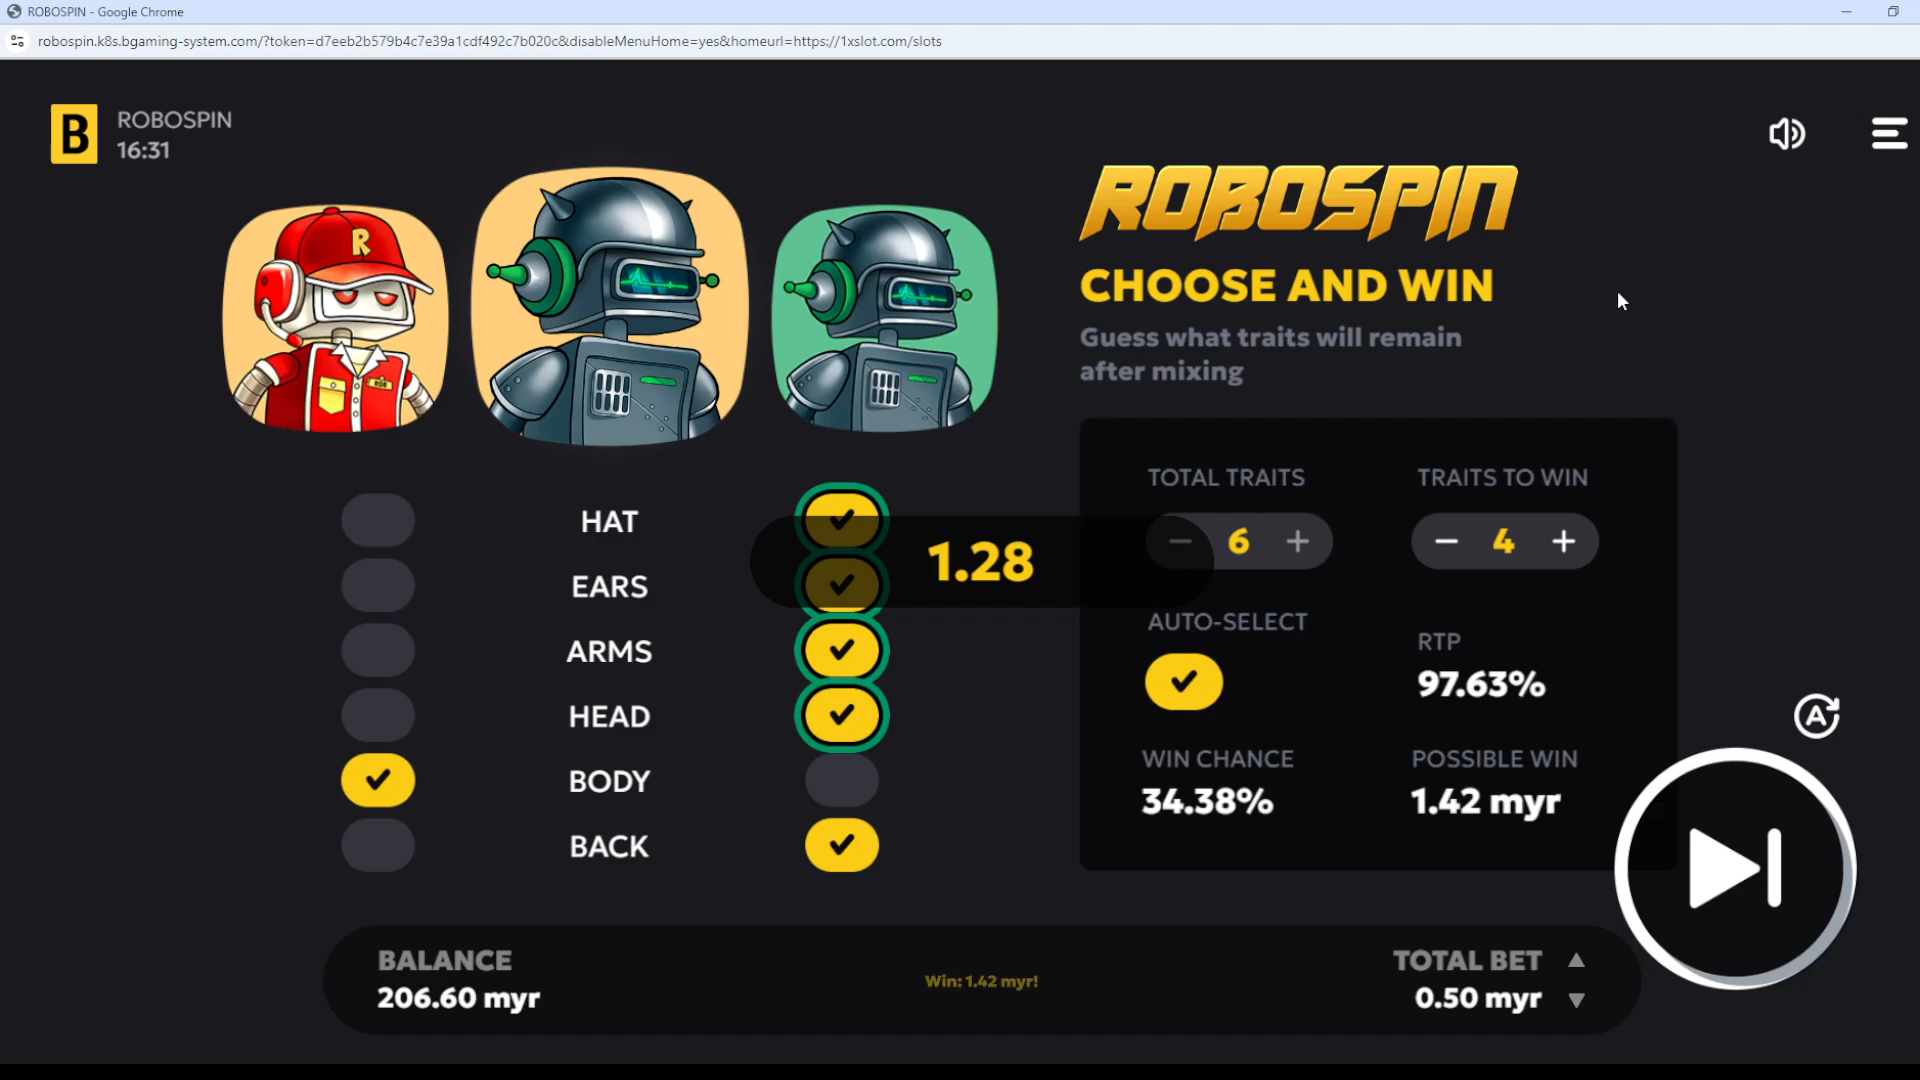 ROBOSPIN - Google Chrome
robospin.k8s.bgaming-system.com/?token=d7eeb2b579b4c7e39a1cdf492c7b020c&disableMenuHome=yes&homeurl=https://1xslot.com/slots
B
ROBOSPIN
16:31
R
ROB
ROBOSPIN
CHOOSE AND WIN
Guess what traits will remain
after mixing
TOTAL TRAITS
TRAITS TO WIN
− 6 +
− 4 +
HAT
EARS
ARMS
HEAD
BODY
BACK
1.28
AUTO-SELECT
RTP
97.63%
WIN CHANCE
34.38%
POSSIBLE WIN
1.42 myr
A
BALANCE
206.60 myr
Win: 1.42 myr!
TOTAL BET
0.50 myr